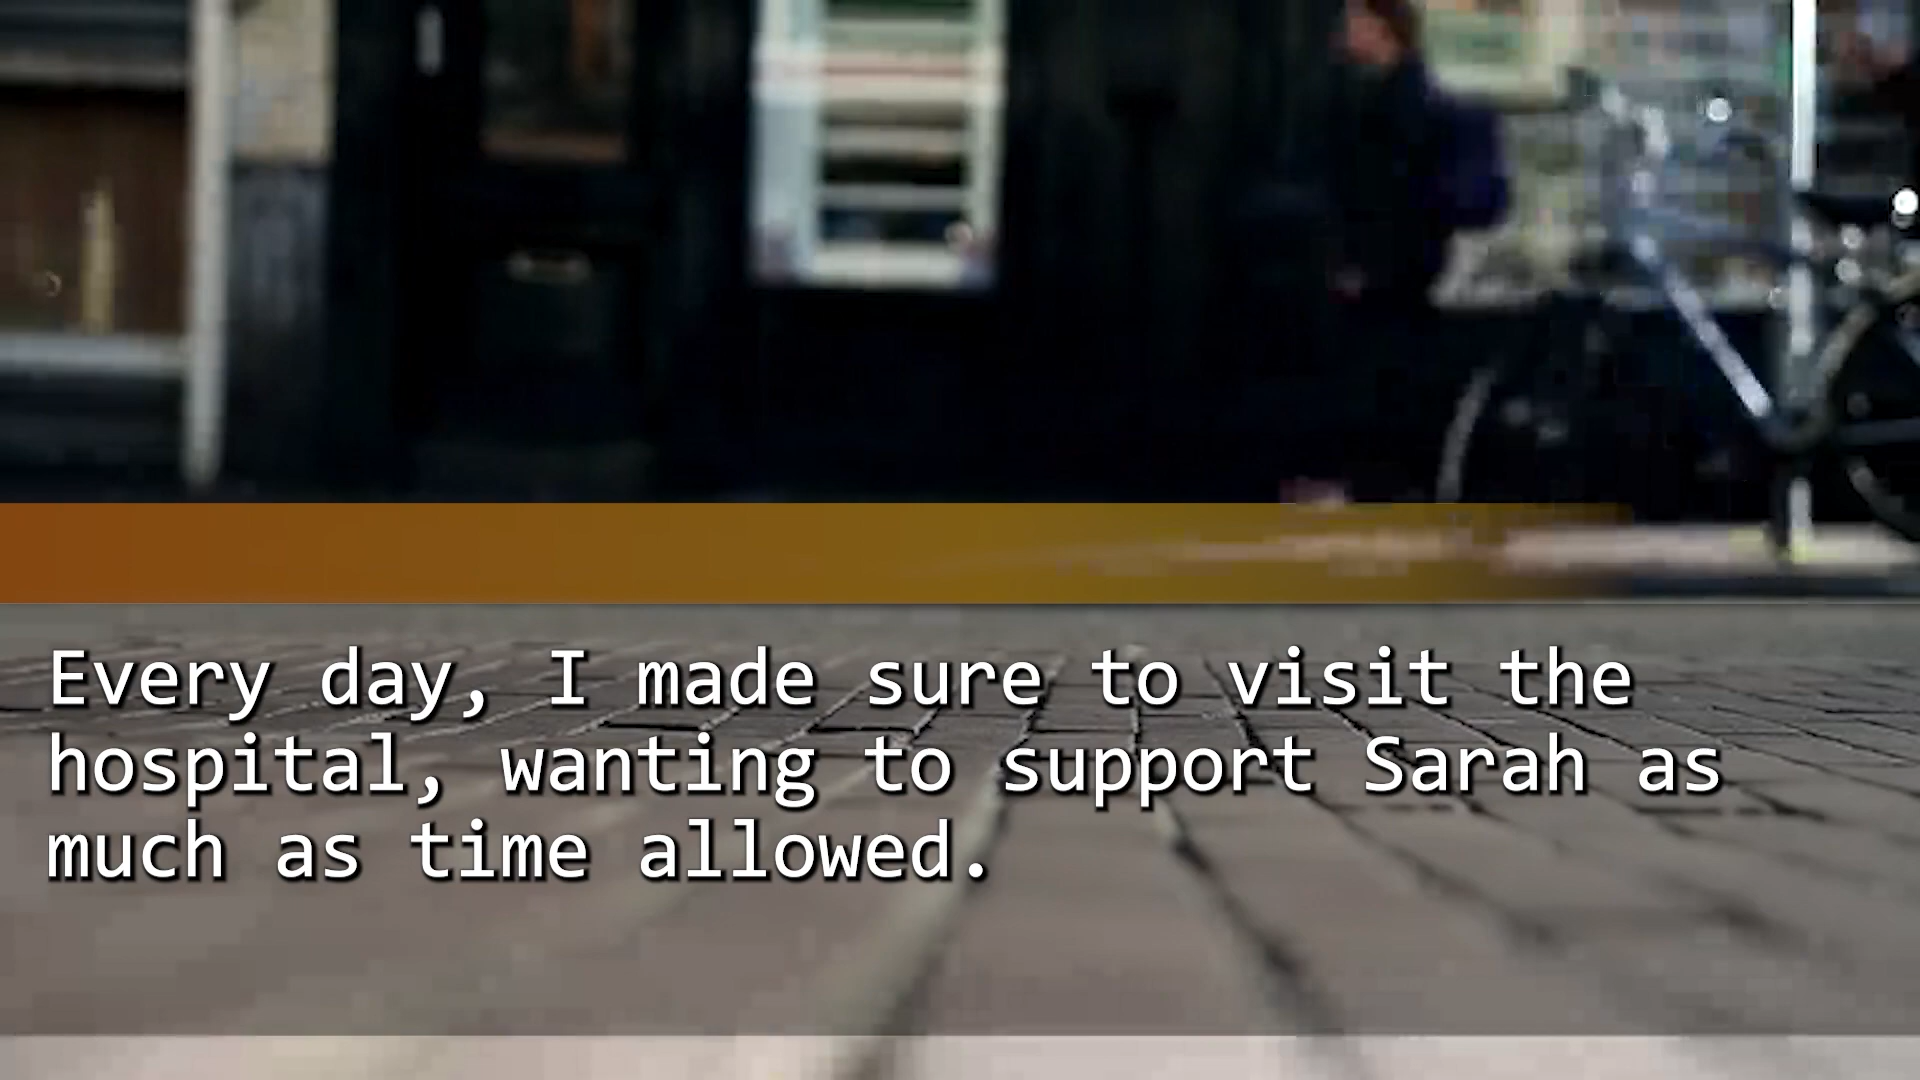 Every day, I made sure to visit the
hospital, wanting to support Sarah as
much as time allowed.